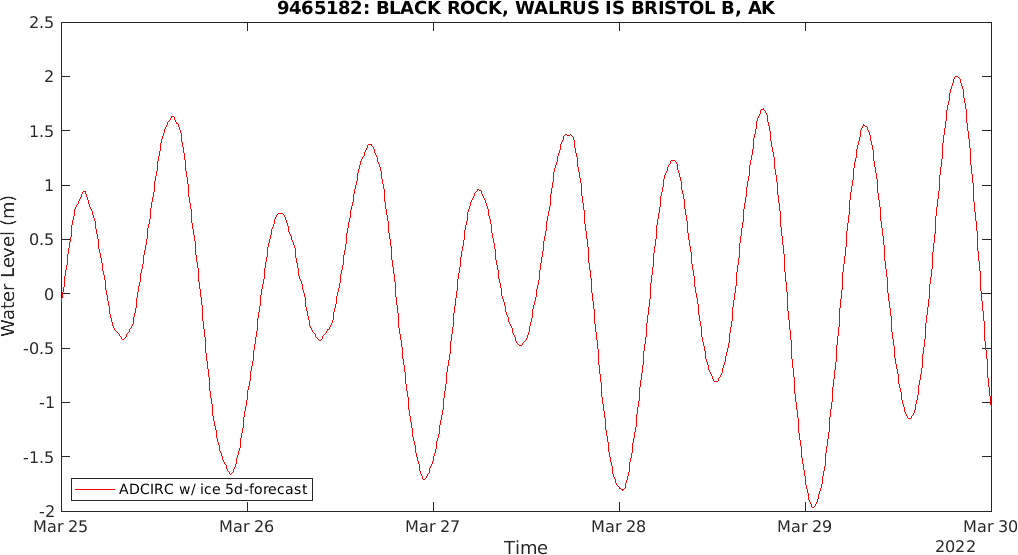 9465182: BLACK ROCK, WALRUS IS BRISTOL B, AK
2.5
2
1.5
1
0.5
0
-0.5
-1
-1.5
-2
Water Level (m)
ADCIRC w/ ice 5d-forecast
Mar 25 Mar 26 Mar 27 Mar 28 Mar 29 Mar 30
Time
2022